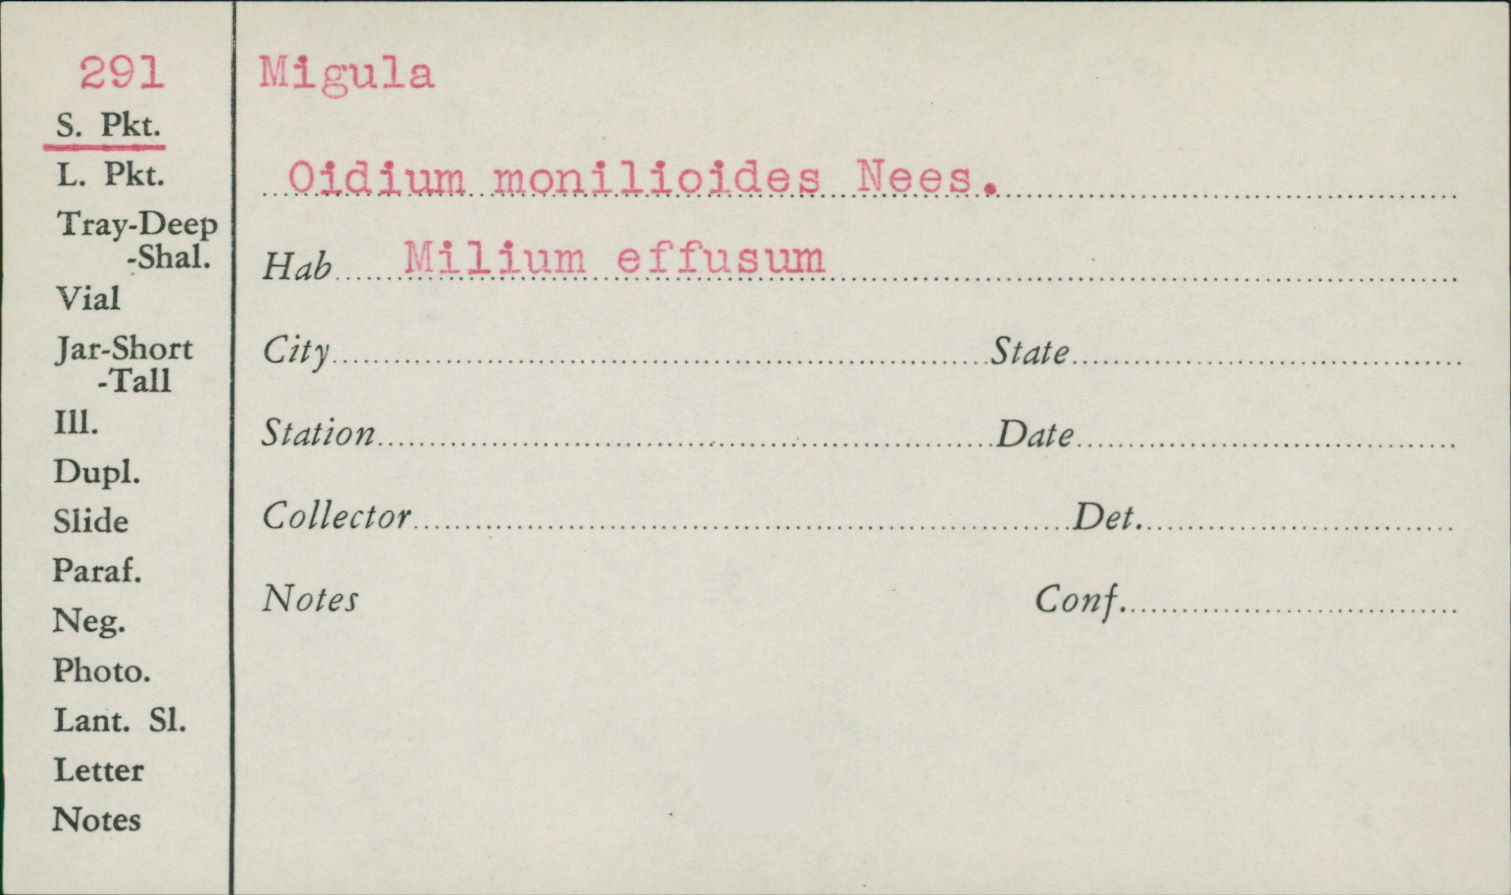 291
S. Pkt.
L. Pkt.
Tray-Deep
-Shal.
Vial
Jar-Short
-Tall
Ill.
Dupl.
Slide
Paraf.
Neg.
Photo.
Lant. Sl.
Letter
Notes
Migula
Oidium monilioides Nees.
Hab Milium effusum
City State
Station Date
Collector Det.
Notes Conf.